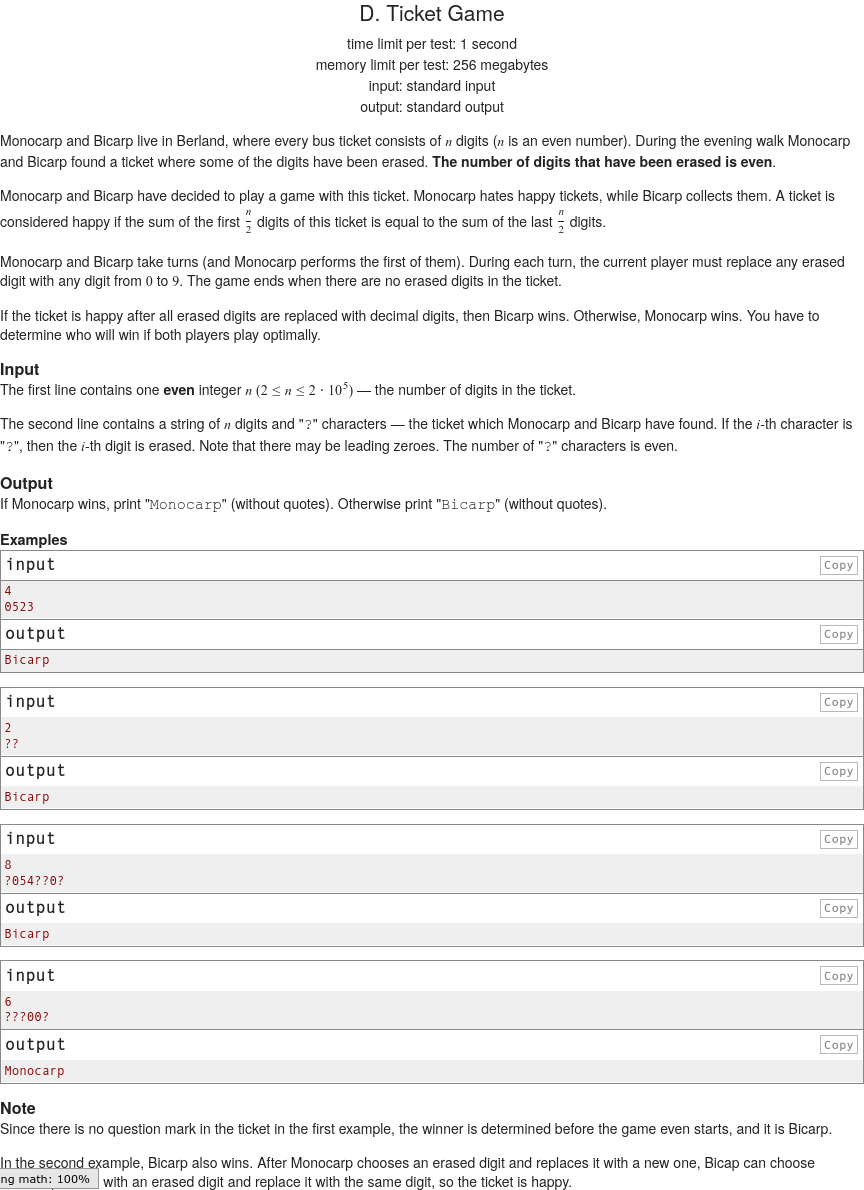 D. Ticket Game
time limit per test: 1 second
memory limit per test: 256 megabytes
input: standard input
output: standard output
Monocarp and Bicarp live in Berland, where every bus ticket consists of n digits (n is an even number). During the evening walk Monocarp
and Bicarp found a ticket where some of the digits have been erased. The number of digits that have been erased is even.
Monocarp and Bicarp have decided to play a game with this ticket. Monocarp hates happy tickets, while Bicarp collects them. A ticket is
considered happy if the sum of the first n/2 digits of this ticket is equal to the sum of the last n/2 digits.
Monocarp and Bicarp take turns (and Monocarp performs the first of them). During each turn, the current player must replace any erased
digit with any digit from 0 to 9. The game ends when there are no erased digits in the ticket.
If the ticket is happy after all erased digits are replaced with decimal digits, then Bicarp wins. Otherwise, Monocarp wins. You have to
determine who will win if both players play optimally.
Input
The first line contains one even integer n (2 ≤ n ≤ 2 · 10^5) — the number of digits in the ticket.
The second line contains a string of n digits and "?" characters — the ticket which Monocarp and Bicarp have found. If the i-th character is
"?", then the i-th digit is erased. Note that there may be leading zeroes. The number of "?" characters is even.
Output
If Monocarp wins, print "Monocarp" (without quotes). Otherwise print "Bicarp" (without quotes).
Examples
input Copy
4
0523
output Copy
Bicarp
input Copy
2
??
output Copy
Bicarp
input Copy
8
?054??0?
output Copy
Bicarp
input Copy
6
???00?
output Copy
Monocarp
Note
Since there is no question mark in the ticket in the first example, the winner is determined before the game even starts, and it is Bicarp.
In the second example, Bicarp also wins. After Monocarp chooses an erased digit and replaces it with a new one, Bicap can choose
ng math: 100% with an erased digit and replace it with the same digit, so the ticket is happy.